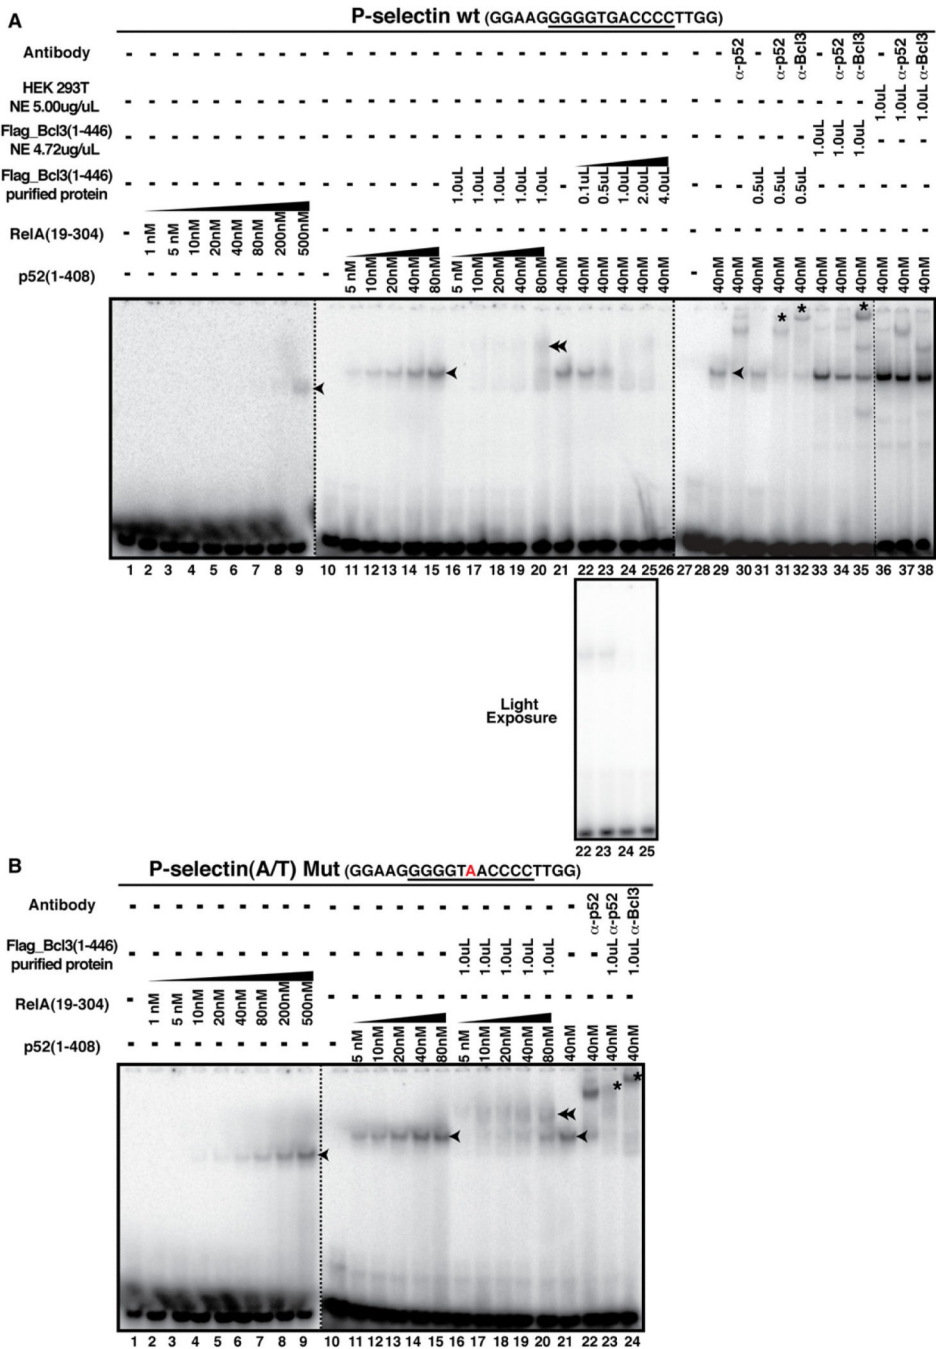 A
P-selectin wt (GGAAGGGGGTGACCCCTTGG)
Antibody - - - - - - - - - - - - - - - - - - - - - - - - - - - - α-p52 - α-p52 α-Bcl3 - α-p52 α-Bcl3 - α-p52 α-Bcl3
HEK 293T
NE 5.00ug/uL - - - - - - - - - - - - - - - - - - - - - - - - - - - - - - - - - - - 1.0uL 1.0uL 1.0uL
Flag_Bcl3(1-446)
NE 4.72ug/uL - - - - - - - - - - - - - - - - - - - - - - - - - - - - - - - - 1.0uL 1.0uL 1.0uL - - -
Flag_Bcl3(1-446)
purified protein - - - - - - - - - - - - - - - 1.0uL 1.0uL 1.0uL 1.0uL 1.0uL - 0.1uL 0.5uL 1.0uL 2.0uL 4.0uL - - - 0.5uL 0.5uL 0.5uL - - - - - -
RelA(19-304) - 1 nM 5 nM 10nM 20nM 40nM 80nM 200nM 500nM
p52(1-408) - - - - - - - - - - 5 nM 10nM 20nM 40nM 80nM 5 nM 10nM 20nM 40nM 80nM 40nM 40nM 40nM 40nM 40nM 40nM - 40nM 40nM 40nM 40nM 40nM 40nM 40nM 40nM 40nM 40nM 40nM
* * *
1 2 3 4 5 6 7 8 9 10 11 12 13 14 15 16 17 18 19 20 21 22 23 24 25 26 27 28 29 30 31 31 32 33 34 35 36 37 38
Light
Exposure
22 23 24 25
B
P-selectin(A/T) Mut (GGAAGGGGGTAACCCCTTGG)
Antibody - - - - - - - - - - - - - - - - - - - - - α-p52 α-p52 α-Bcl3
Flag_Bcl3(1-446)
purified protein - - - - - - - - - - - - - - - 1.0uL 1.0uL 1.0uL 1.0uL 1.0uL - - 1.0uL 1.0uL
RelA(19-304) - 1 nM 5 nM 10nM 20nM 40nM 80nM 200nM 500nM - - - - - - - - - - - - - - -
p52(1-408) - - - - - - - - - - 5 nM 10nM 20nM 40nM 80nM 5 nM 10nM 20nM 40nM 80nM 40nM 40nM 40nM 40nM
* *
1 2 3 4 5 6 7 8 9 10 11 12 13 14 15 16 17 18 19 20 21 22 23 24